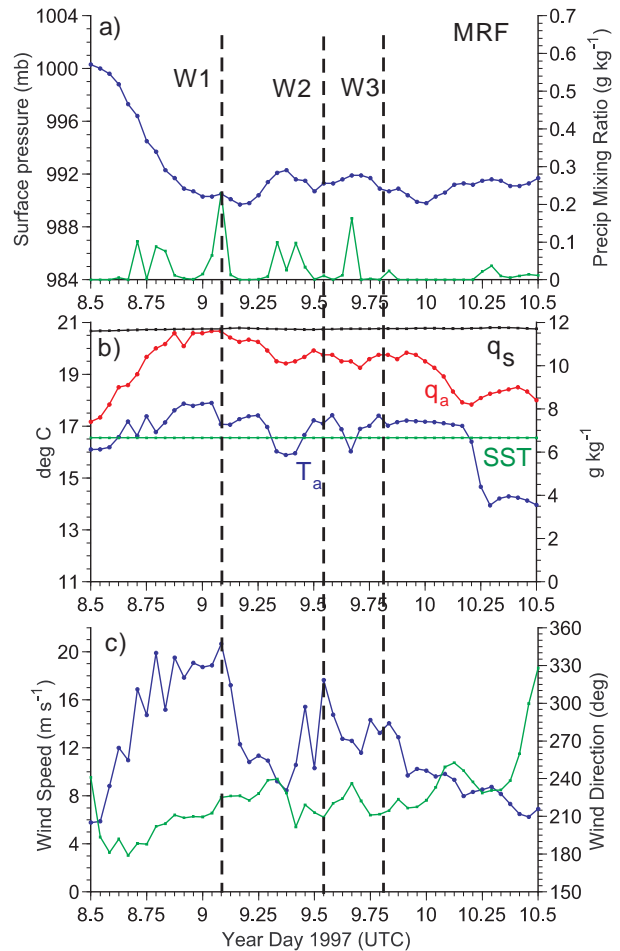 a)
MRF
W1
W2
W3
Surface pressure (mb)
1004
1000
996
992
988
984
Precip Mixing Ratio (g kg-1)
0.7
0.6
0.5
0.4
0.3
0.2
0.1
0
8.5 8.75 9 9.25 9.5 9.75 10 10.25 10.5
b)
deg C
21
19
17
15
13
11
g kg-1
12
10
8
6
4
2
0
qs
qa
SST
Ta
8.5 8.75 9 9.25 9.5 9.75 10 10.25 10.5
c)
Wind Speed (m s-1)
20
16
12
8
4
0
Wind Direction (deg)
360
330
300
270
240
210
180
150
8.5 8.75 9 9.25 9.5 9.75 10 10.25 10.5
Year Day 1997 (UTC)